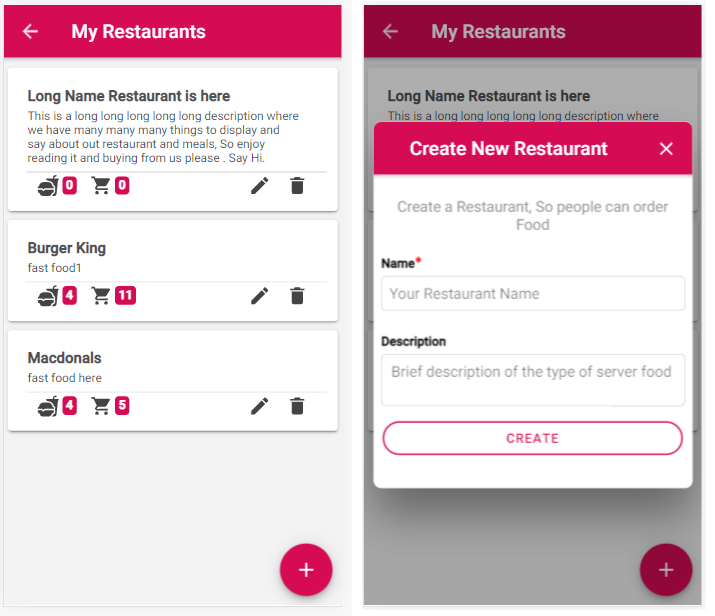 My Restaurants
Long Name Restaurant is here
This is a long long long long long description where
we have many many many things to display and
say about out restaurant and meals, So enjoy
reading it and buying from us please . Say Hi.
0 0
Burger King
fast food1
4 11
Macdonals
fast food here
4 5
+
My Restaurants
Long Name Restaurant is here
This is a long long long long long description where
Create New Restaurant
Create a Restaurant, So people can order
Food
Name*
Your Restaurant Name
Description
Brief description of the type of server food
CREATE
+